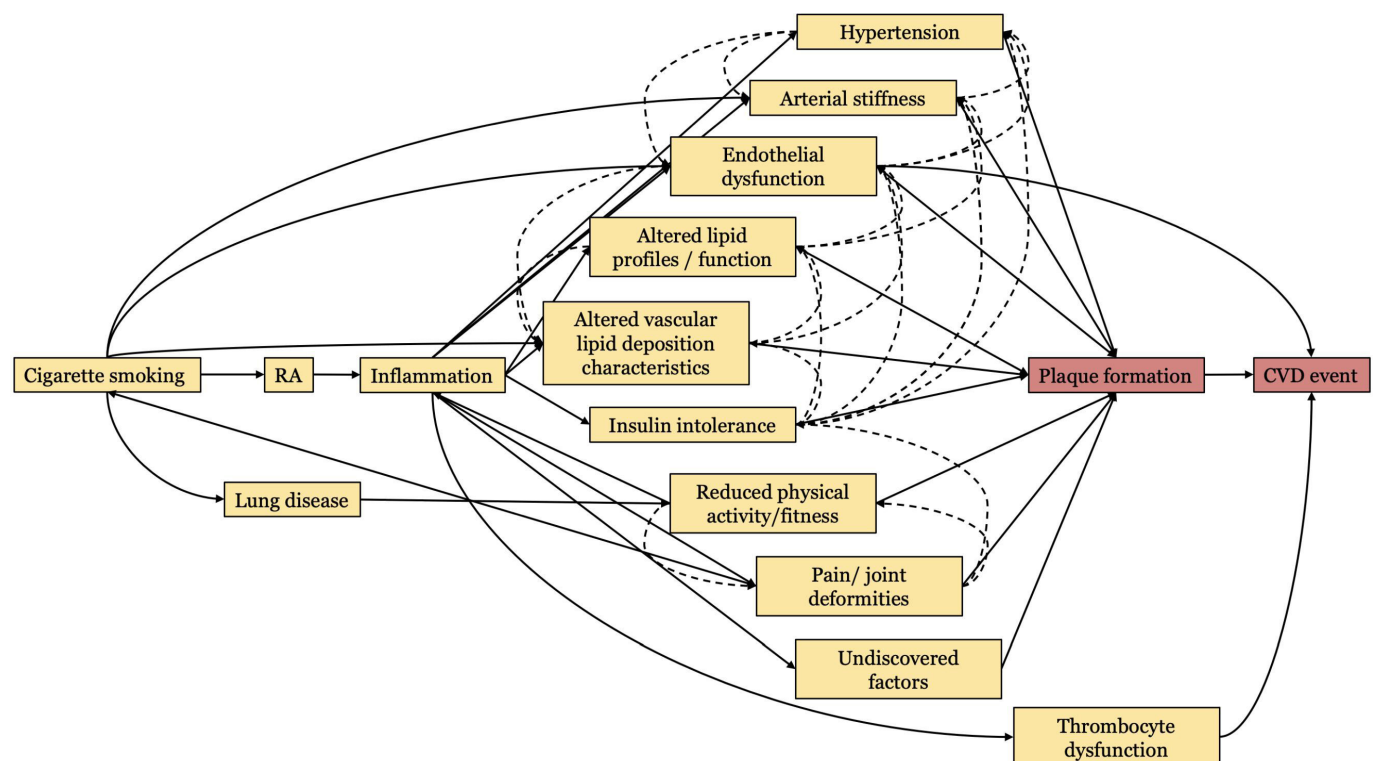 Hypertension
Arterial stiffness
Endothelial
dysfunction
Altered lipid
profiles / function
Altered vascular
lipid deposition
characteristics
Cigarette smoking
RA
Inflammation
Plaque formation
CVD event
Insulin intolerance
Lung disease
Reduced physical
activity/fitness
Pain/ joint
deformities
Undiscovered
factors
Thrombocyte
dysfunction